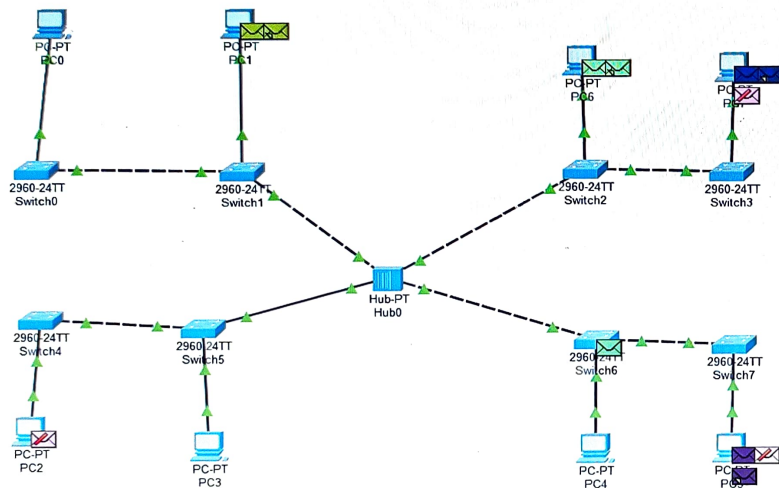 PC-PT
PC0
PC-PT
PC1
PC-PT
PC6
PC-PT
2960-24TT
Switch0
2960-24TT
Switch1
2960-24TT
Switch2
2960-24TT
Switch3
Hub-PT
Hub0
2960-24TT
Switch4
2960-24TT
Switch5
2960-24TT
Switch6
2960-24TT
Switch7
PC-PT
PC2
PC-PT
PC3
PC-PT
PC4